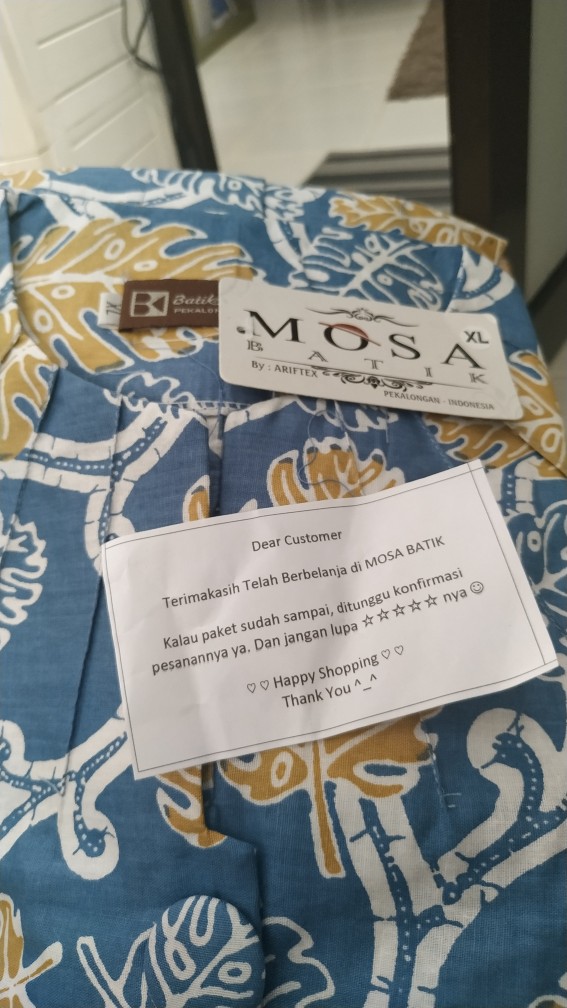 Batik
PEKALON
XL
MOSA
BATIK
By : ARIFTEX
PEKALONGAN - INDONESIA
Dear Customer
Terimakasih Telah Berbelanja di MOSA BATIK
Kalau paket sudah sampai, ditunggu konfirmasi
pesanannya ya. Dan jangan lupa ☆☆☆☆☆ nya ☺
♡ ♡ Happy Shopping ♡ ♡
Thank You ^_^